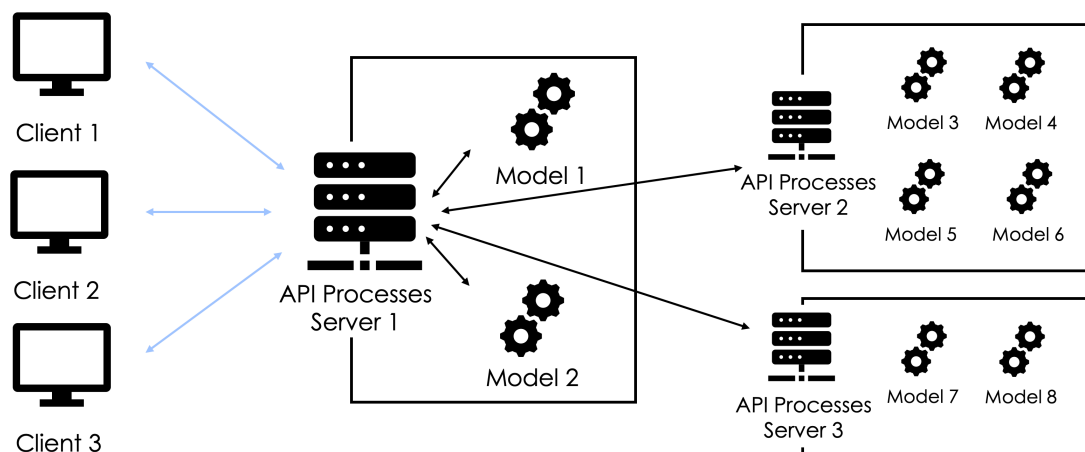 Client 1
Client 2
Client 3
API Processes
Server 1
Model 1
Model 2
API Processes
Server 2
Model 3
Model 4
Model 5
Model 6
API Processes
Server 3
Model 7
Model 8